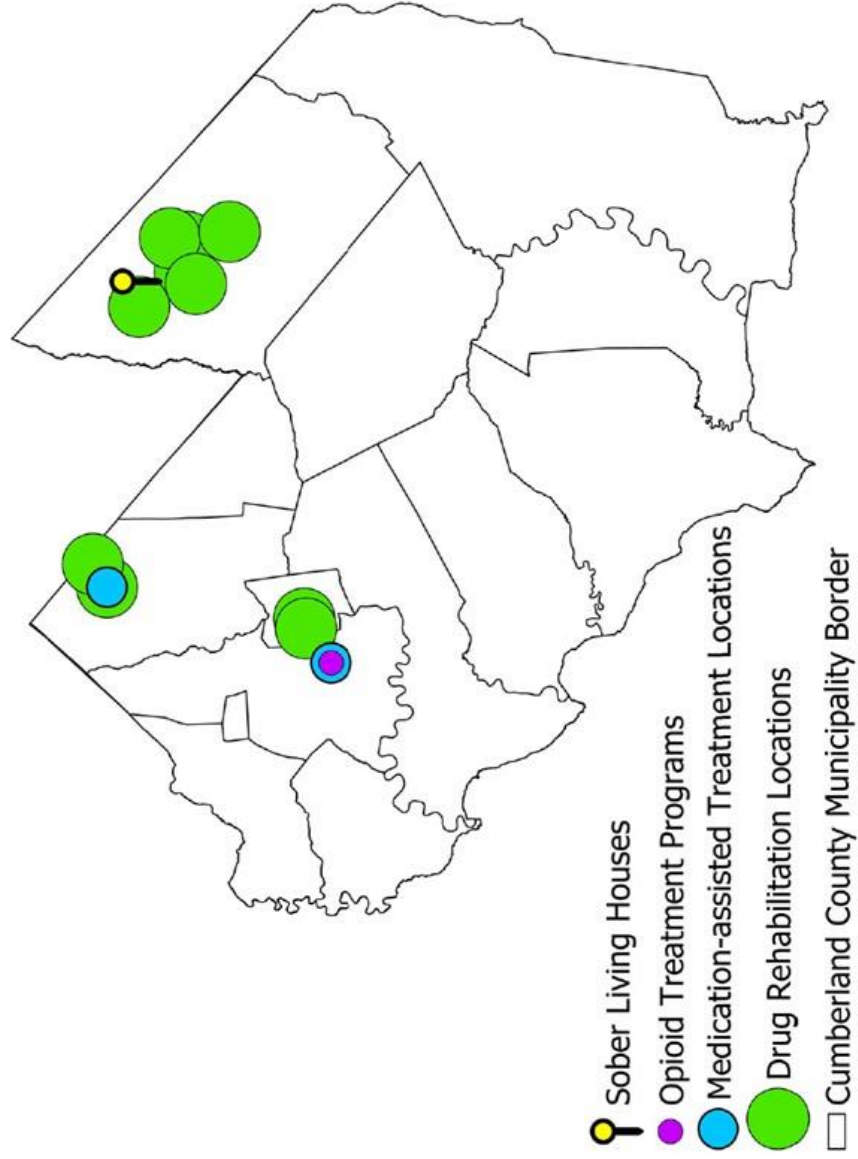 Sober Living Houses
Opioid Treatment Programs
Medication-assisted Treatment Locations
Drug Rehabilitation Locations
Cumberland County Municipality Border